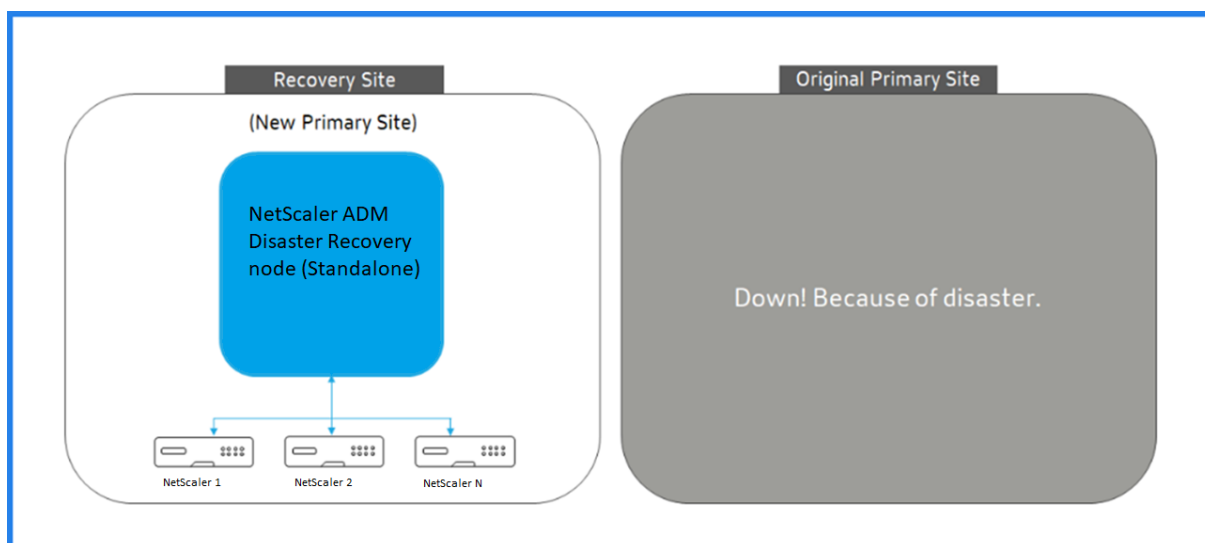 Recovery Site
(New Primary Site)
NetScaler ADM
Disaster Recovery
node (Standalone)
NetScaler 1
NetScaler 2
NetScaler N
Original Primary Site
Down! Because of disaster.